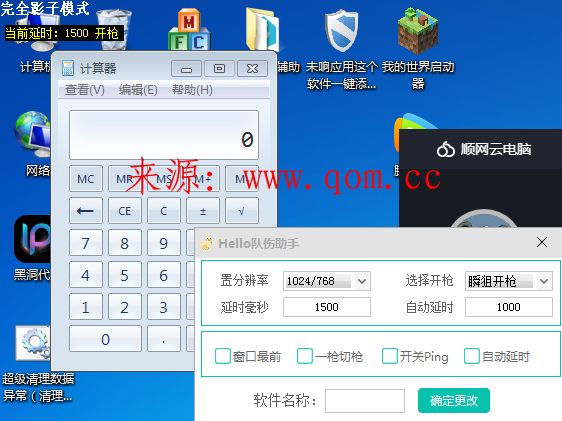 完全影子模式
当前延时：1500 开枪
计算机
辅助
未响应用这个
软件一键添...
我的世界启动
器
计算器
查看(V) 编辑(E) 帮助(H)
0
MC MR MS M+ M-
← CE C ± √
7 8 9
4 5 6
1 2 3
0 .
来源：www.qom.cc
网络
顺网云电脑
黑洞代
超级清理数据
异常（清理...
Hello队伤助手
置分辨率 1024/768 选择开枪 瞬狙开枪
延时毫秒 1500 自动延时 1000
窗口最前 一枪切枪 开关Ping 自动延时
软件名称： 确定更改